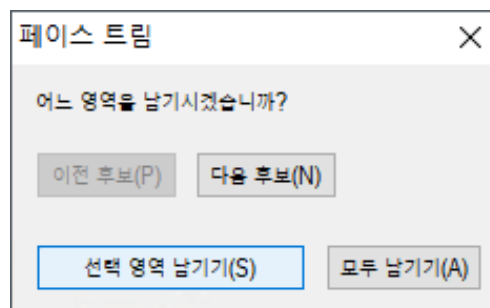 페이스 트림
어느 영역을 남기시겠습니까?
이전 후보(P) 다음 후보(N)
선택 영역 남기기(S) 모두 남기기(A)